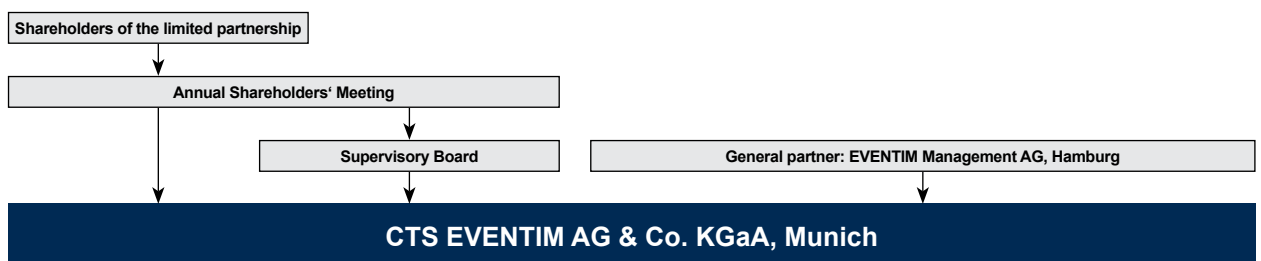 Shareholders of the limited partnership
Annual Shareholders‘ Meeting
Supervisory Board
General partner: EVENTIM Management AG, Hamburg
CTS EVENTIM AG & Co. KGaA, Munich